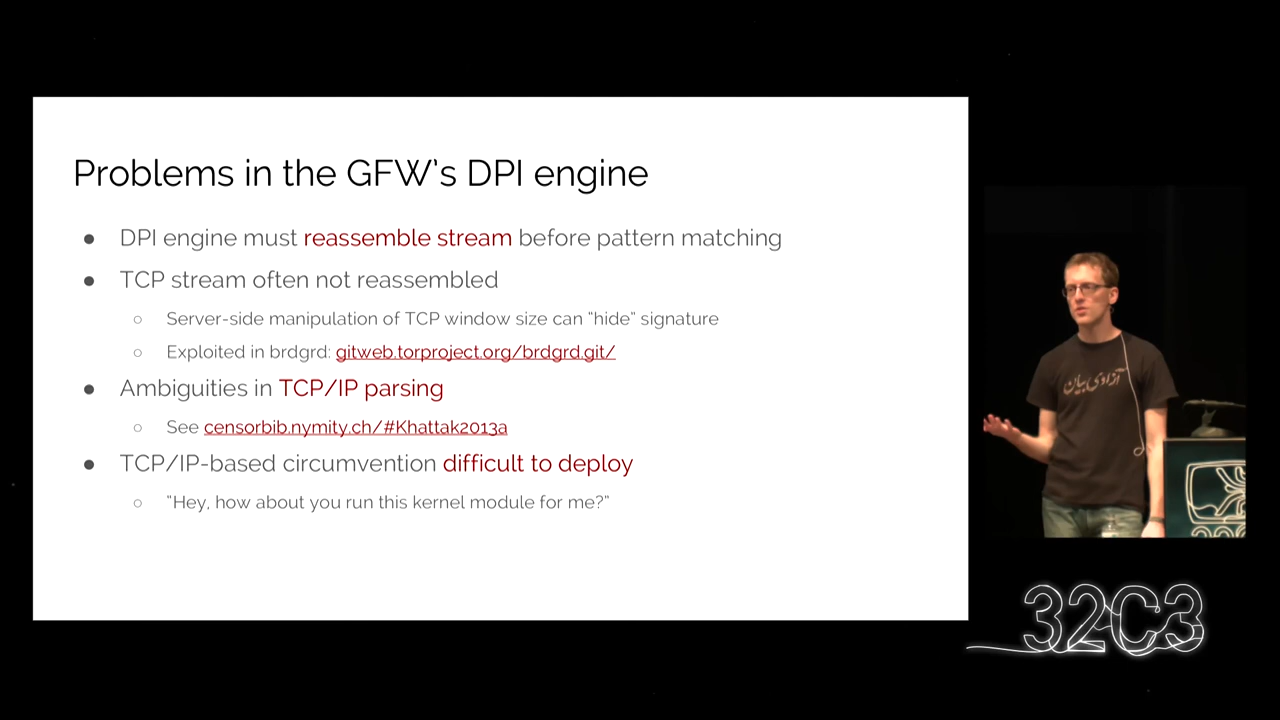 Problems in the GFW's DPI engine
● DPI engine must reassemble stream before pattern matching
● TCP stream often not reassembled
○ Server-side manipulation of TCP window size can "hide" signature
○ Exploited in brdgrd: gitweb.torproject.org/brdgrd.git/
● Ambiguities in TCP/IP parsing
○ See censorbib.nymity.ch/#Khattak2013a
● TCP/IP-based circumvention difficult to deploy
○ "Hey, how about you run this kernel module for me?"
آزادی بیان
32C3